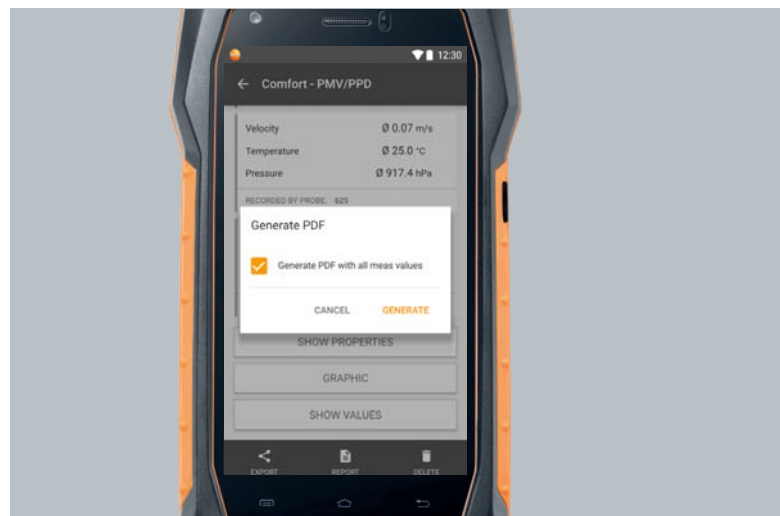 12:30
Comfort - PMV/PPD
Velocity Ø 0.07 m/s
Temperature Ø 25.0 °C
Pressure Ø 917.4 hPa
RECORDED BY PROBE: 625
Generate PDF
Generate PDF with all meas values
CANCEL GENERATE
SHOW PROPERTIES
GRAPHIC
SHOW VALUES
EXPORT REPORT DELETE